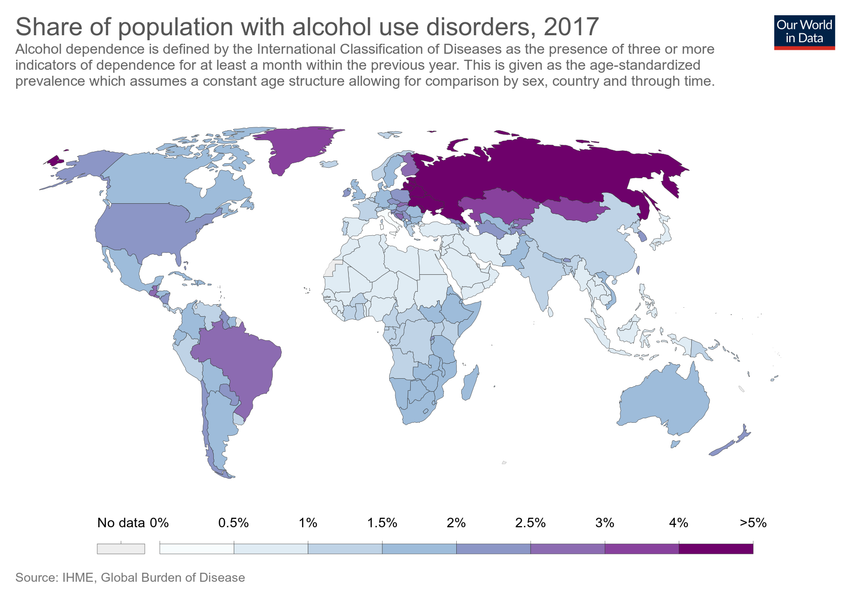 Share of population with alcohol use disorders, 2017
Our World
in Data
Alcohol dependence is defined by the International Classification of Diseases as the presence of three or more
indicators of dependence for at least a month within the previous year. This is given as the age-standardized
prevalence which assumes a constant age structure allowing for comparison by sex, country and through time.
No data 0% 0.5% 1% 1.5% 2% 2.5% 3% 4% >5%
Source: IHME, Global Burden of Disease